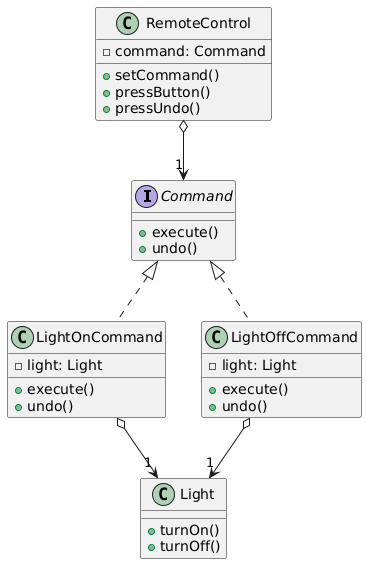 C RemoteControl
command: Command
setCommand()
pressButton()
pressUndo()
1
I Command
execute()
undo()
C LightOnCommand
light: Light
execute()
undo()
C LightOffCommand
light: Light
execute()
undo()
1
1
C Light
turnOn()
turnOff()